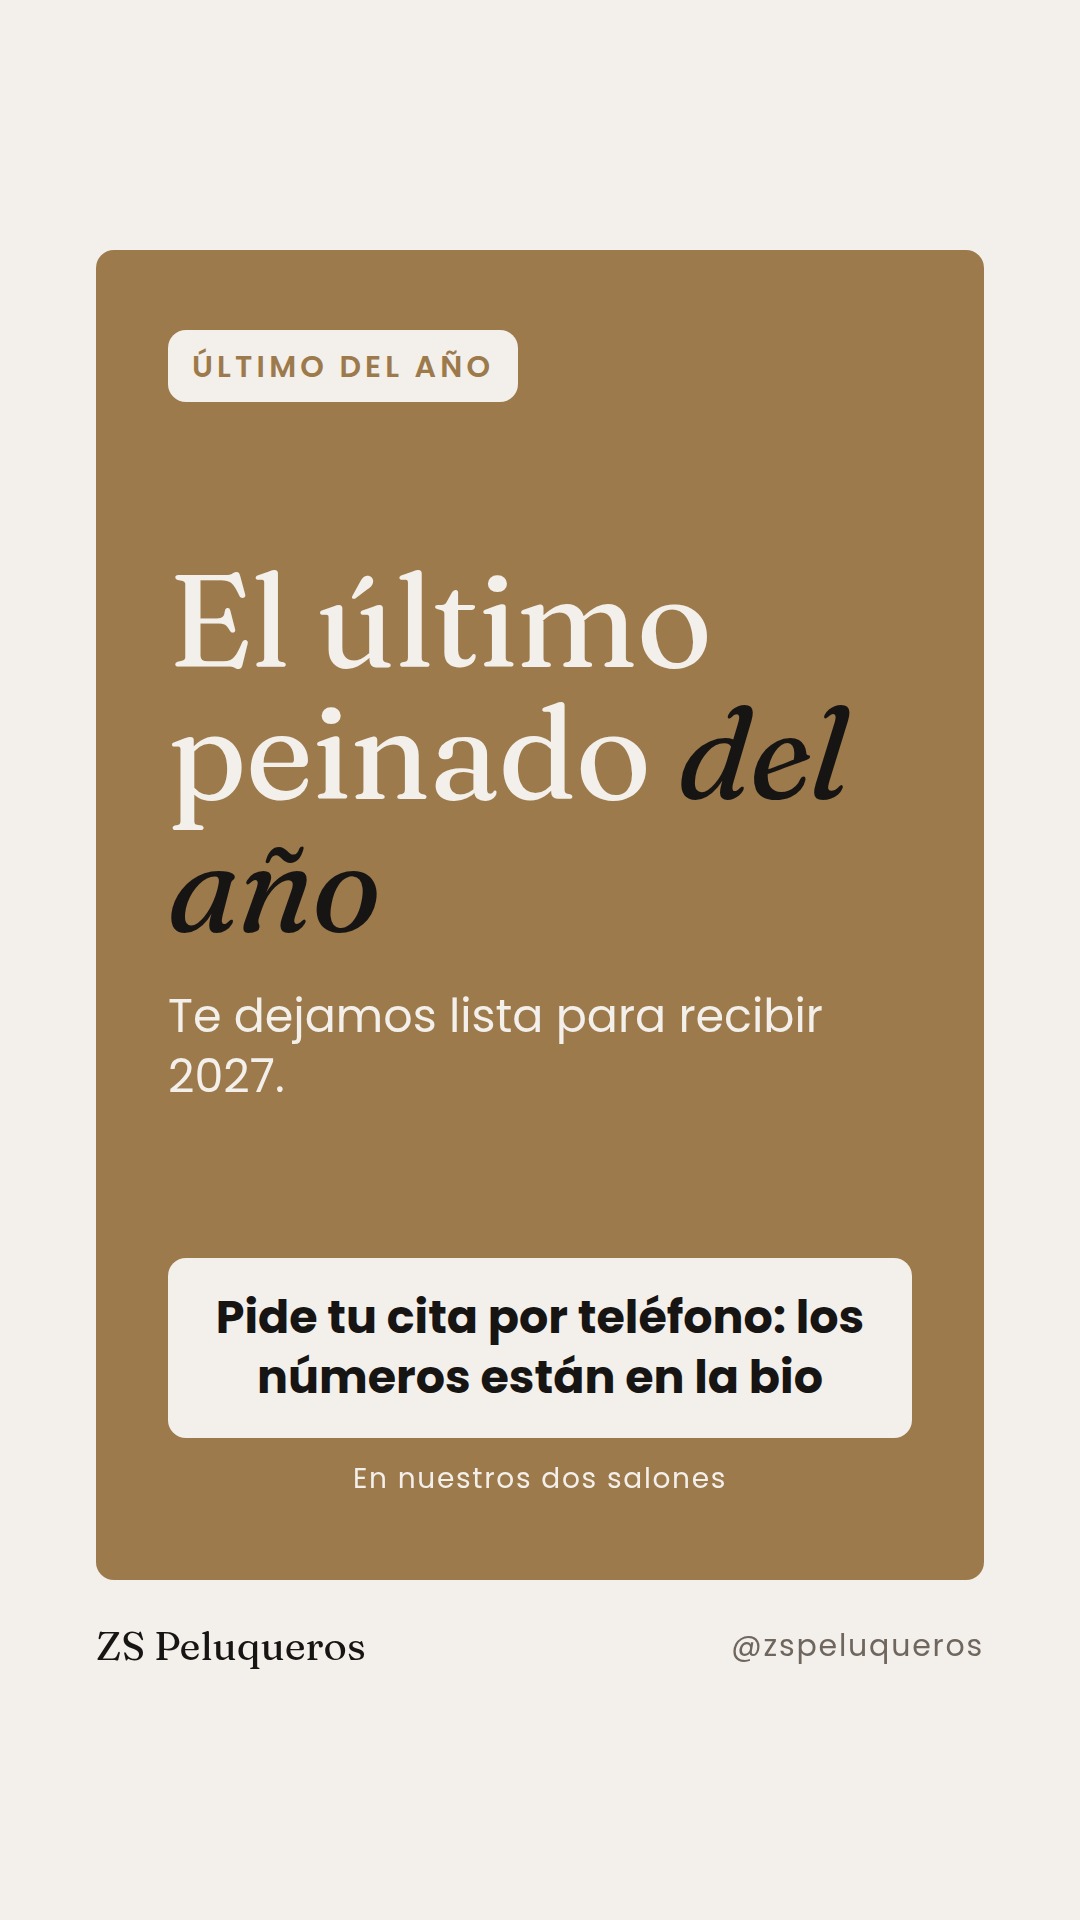 ÚLTIMO DEL AÑO
El último
peinado del
año
Te dejamos lista para recibir
2027.
Pide tu cita por teléfono: los
números están en la bio
En nuestros dos salones
ZS Peluqueros
@zspeluqueros